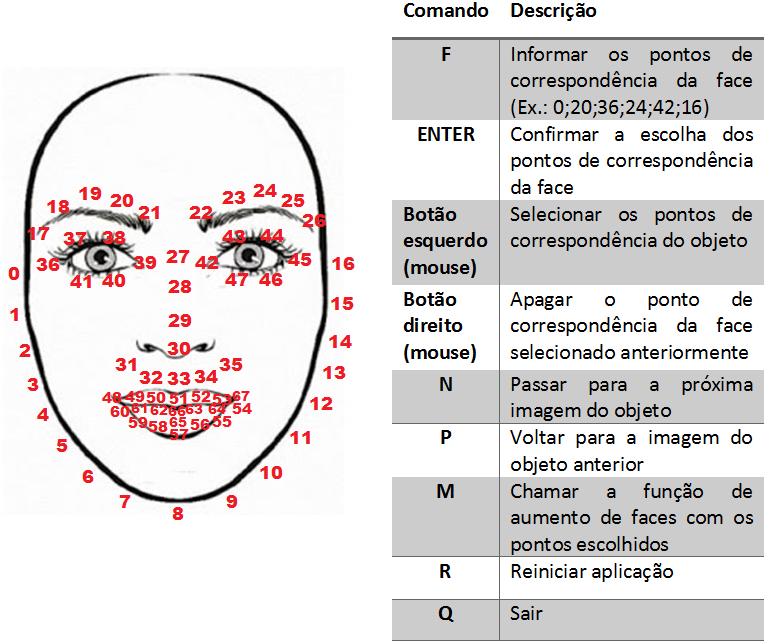 Comando Descrição
F Informar os pontos de
correspondência da face
(Ex.: 0;20;36;24;42;16)
ENTER Confirmar a escolha dos
pontos de correspondência
da face
Botão Selecionar os pontos de
esquerdo correspondência do objeto
(mouse)
Botão Apagar o ponto de
direito correspondência da face
(mouse) selecionado anteriormente
N Passar para a próxima
imagem do objeto
P Voltar para a imagem do
objeto anterior
M Chamar a função de
aumento de faces com os
pontos escolhidos
R Reiniciar aplicação
Q Sair
19 20 23 24 25
18 21 22 26
17 37 38 43 44
0 36 39 27 42 45 16
41 40 28 47 46
1 29 15
2 30 14
31 35
3 32 33 34 13
48 49 50 51 52 53 67
4 60 61 62 66 63 64 54 12
59 58 65 56 55
5 57 11
6 10
7 9
8